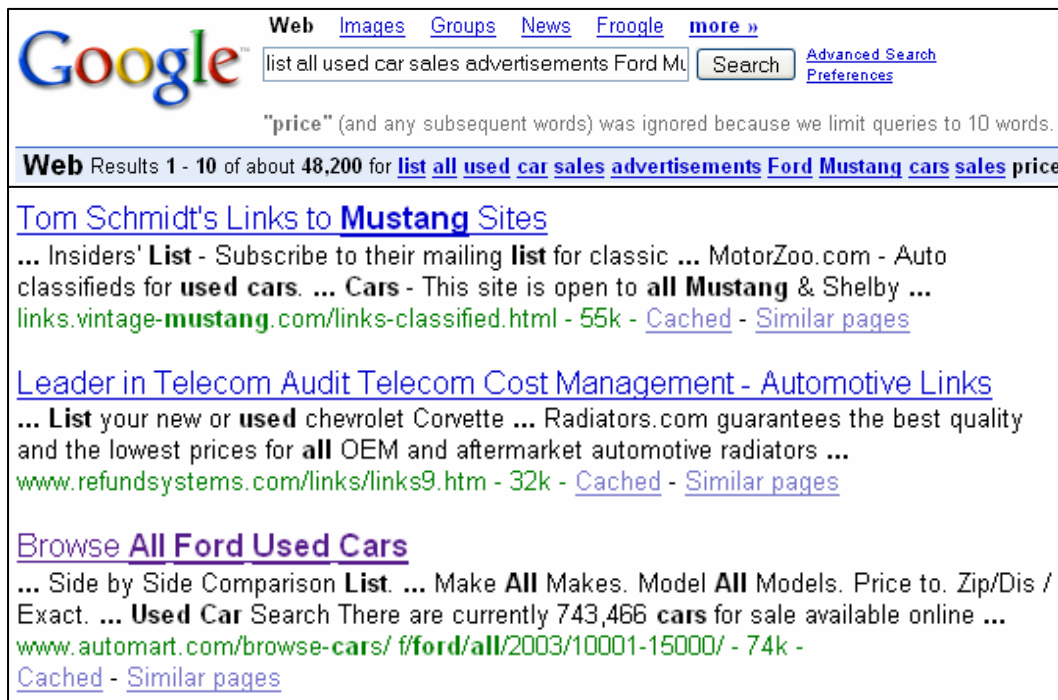 Google™
Web Images Groups News Froogle more »
list all used car sales advertisements Ford Mu Search Advanced Search
Preferences
"price" (and any subsequent words) was ignored because we limit queries to 10 words.
Web Results 1 - 10 of about 48,200 for list all used car sales advertisements Ford Mustang cars sales price
Tom Schmidt's Links to Mustang Sites
... Insiders' List - Subscribe to their mailing list for classic ... MotorZoo.com - Auto
classifieds for used cars. ... Cars - This site is open to all Mustang & Shelby ...
links.vintage-mustang.com/links-classified.html - 55k - Cached - Similar pages
Leader in Telecom Audit Telecom Cost Management - Automotive Links
... List your new or used chevrolet Corvette ... Radiators.com guarantees the best quality
and the lowest prices for all OEM and aftermarket automotive radiators ...
www.refundsystems.com/links/links9.htm - 32k - Cached - Similar pages
Browse All Ford Used Cars
... Side by Side Comparison List. ... Make All Makes. Model All Models. Price to. Zip/Dis /
Exact. ... Used Car Search There are currently 743,466 cars for sale available online ...
www.automart.com/browse-cars/ f/ford/all/2003/10001-15000/ - 74k -
Cached - Similar pages